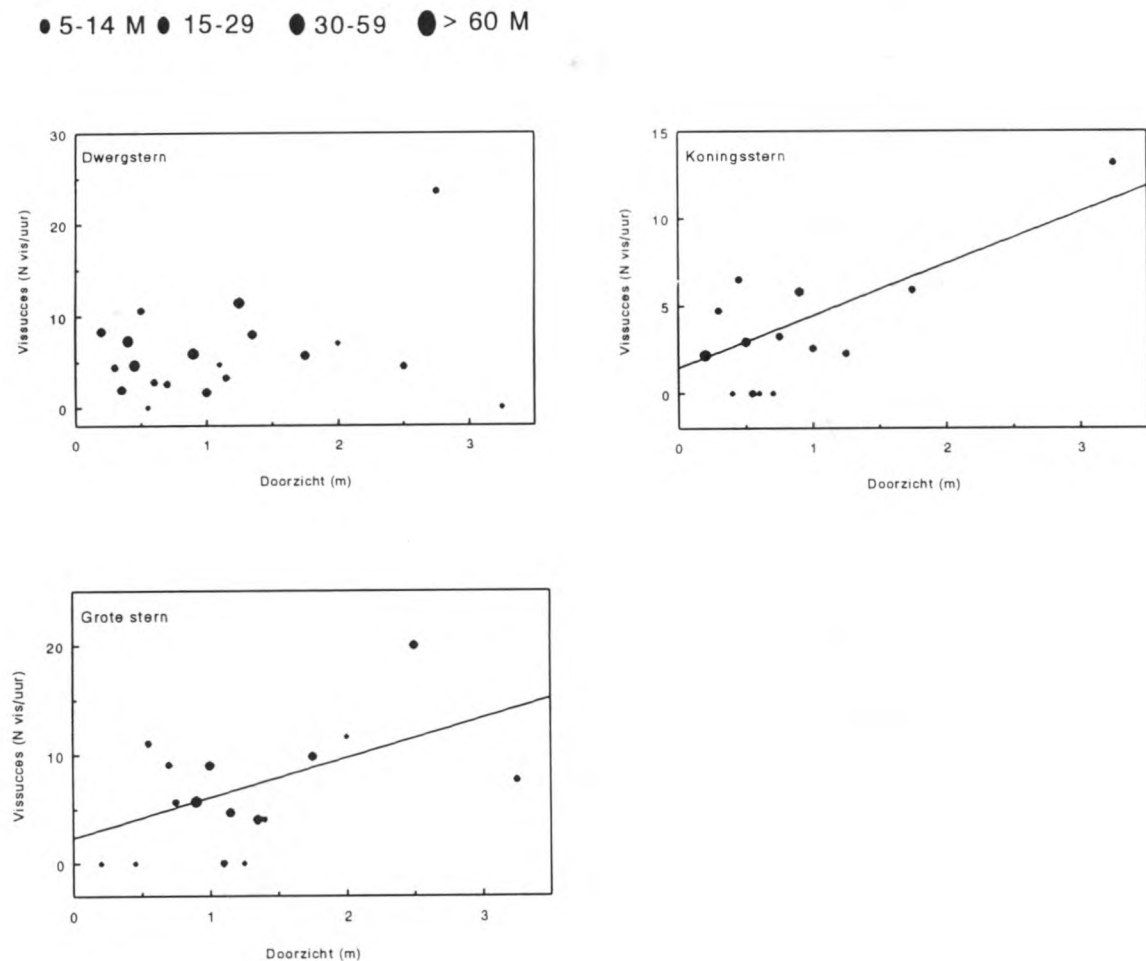 5-14 M 15-29 30-59 > 60 M
Dwergstern
Vissucces (N vis/uur)
30
20
10
0
0 1 2 3
Doorzicht (m)
Koningsstern
Vissucces (N vis/uur)
15
10
5
0
0 1 2 3
Doorzicht (m)
Grote stern
Vissucces (N vis/uur)
20
10
0
0 1 2 3
Doorzicht (m)